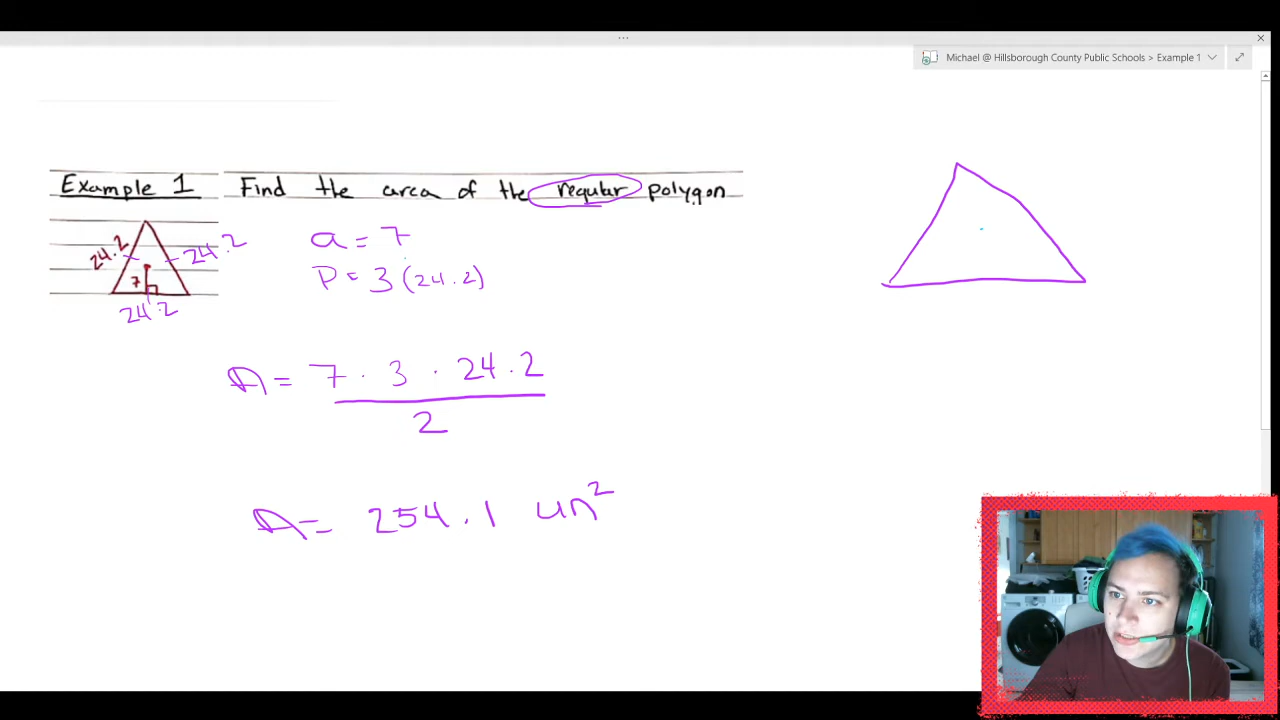 ...
Michael @ Hillsborough County Public Schools > Example 1
Example 1 Find the area of the regular polygon
24.2 24.2
7
24.2
a = 7
P = 3 (24.2)
A = 7 · 3 · 24.2
2
A = 254.1 un²